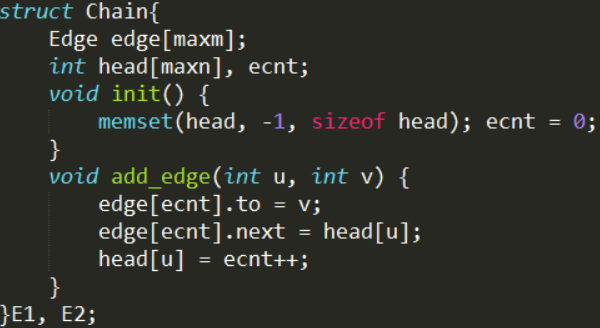 struct Chain{
    Edge edge[maxm];
    int head[maxn], ecnt;
    void init() {
        memset(head, -1, sizeof head); ecnt = 0;
    }
    void add_edge(int u, int v) {
        edge[ecnt].to = v;
        edge[ecnt].next = head[u];
        head[u] = ecnt++;
    }
}E1, E2;